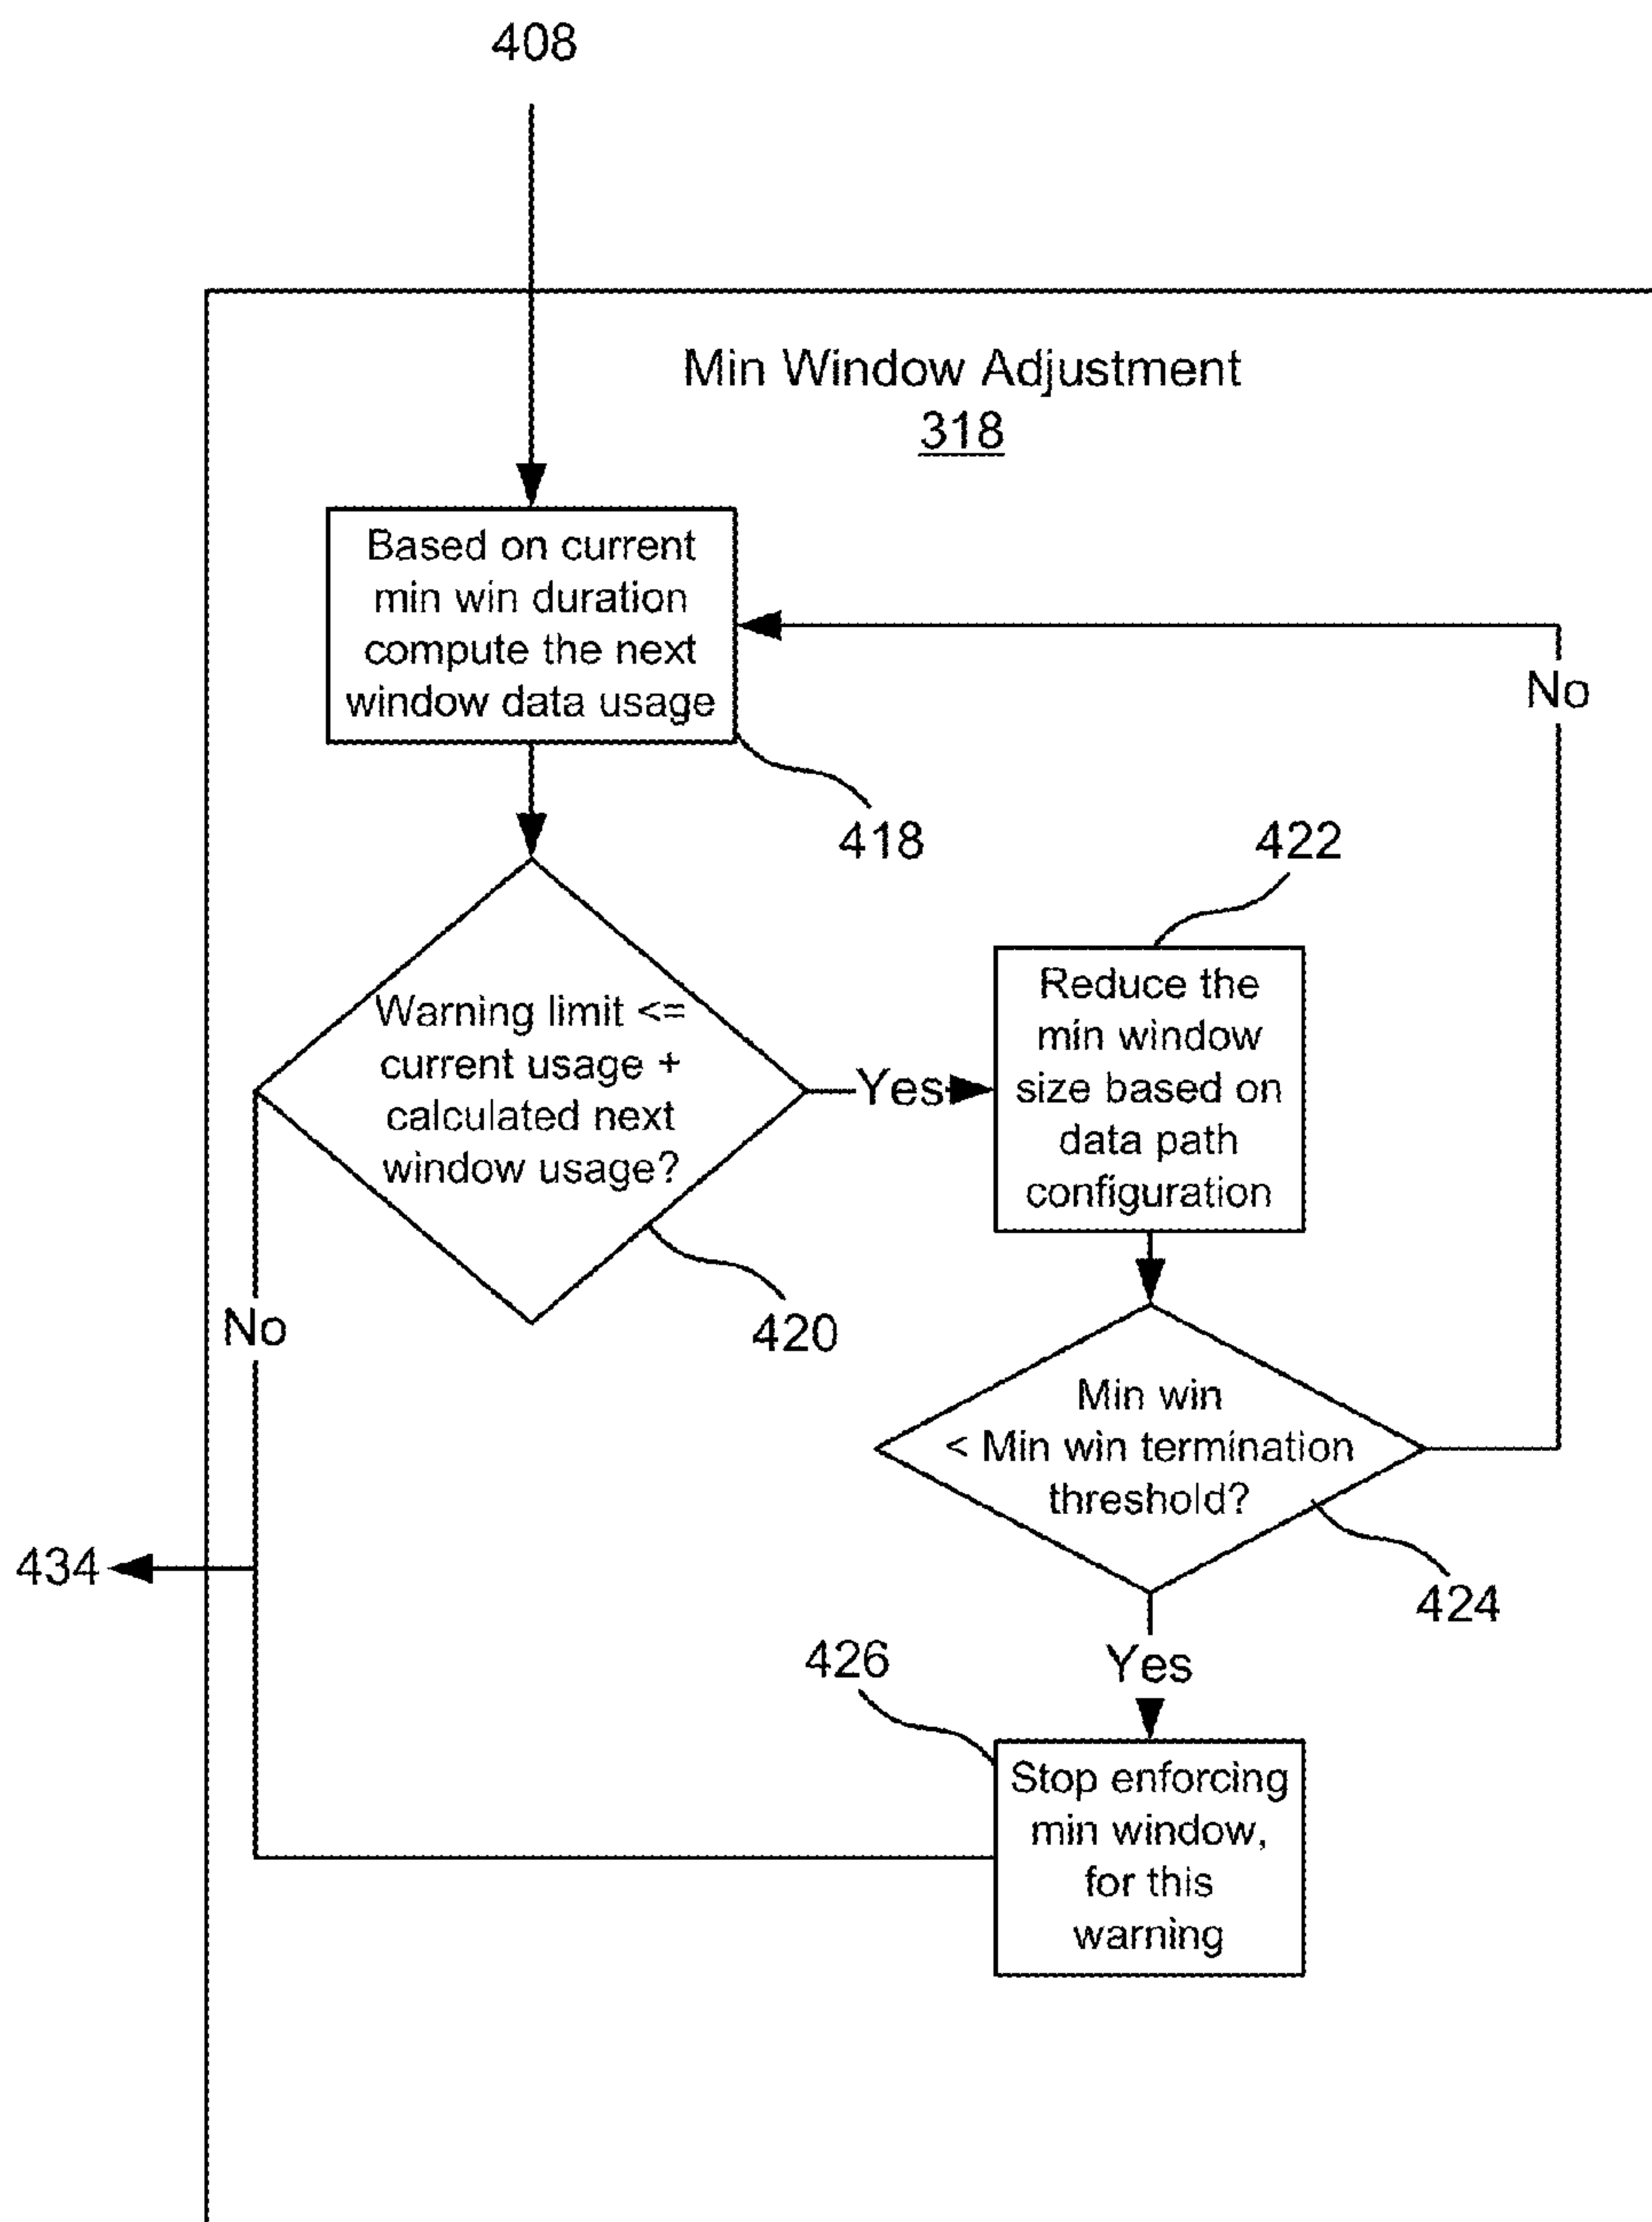 408
Min Window Adjustment
318
Based on current
min win duration
compute the next
window data usage
No
418
422
Warning limit <=
current usage +
calculated next
window usage?
Yes
Reduce the
min window
size based on
data path
configuration
No
420
Min win
< Min win termination
threshold?
434
424
Yes
426
Stop enforcing
min window,
for this
warning